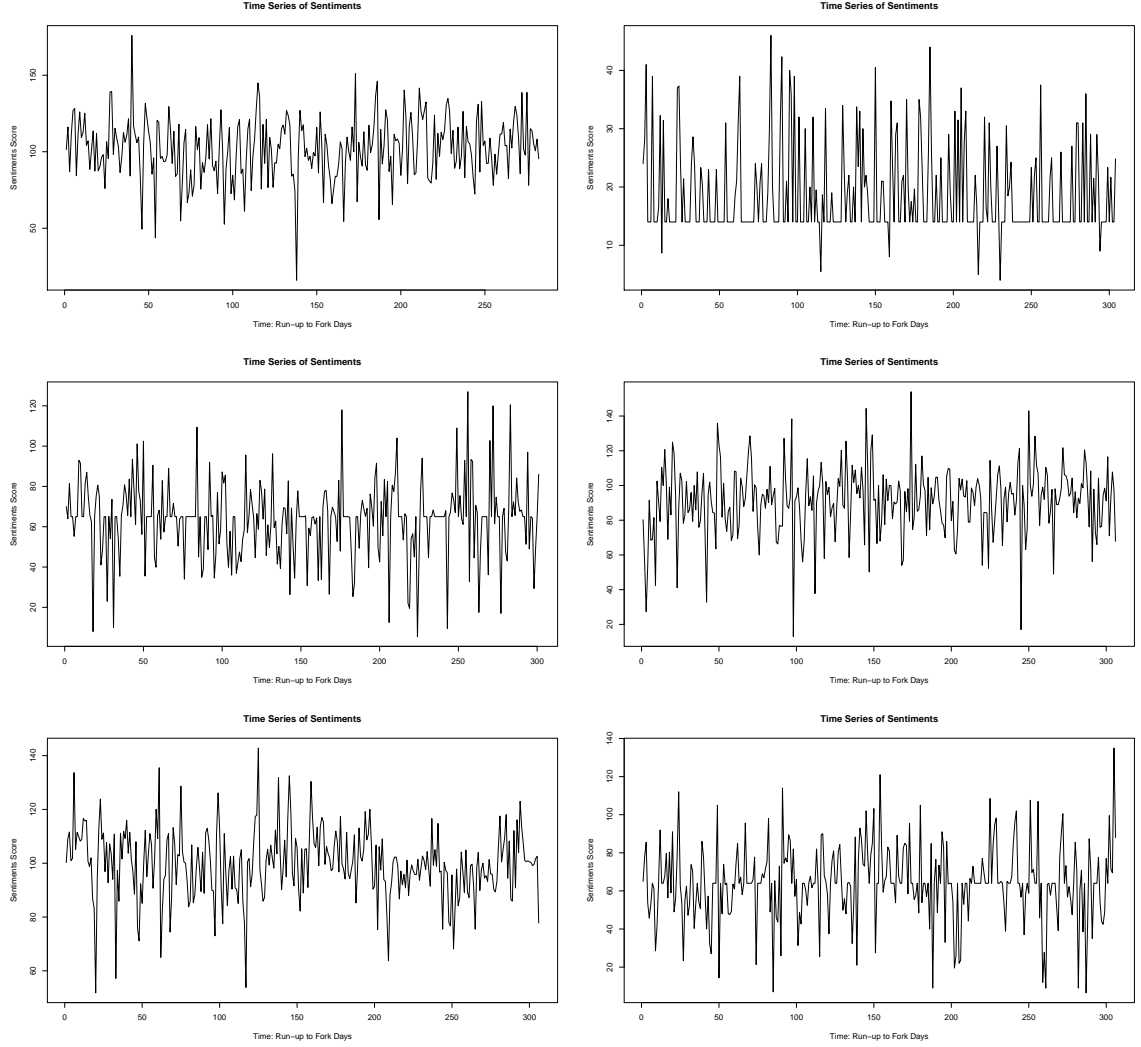 Time Series of Sentiments
Sentiments Score
50 100 150
0 50 100 150 200 250
Time: Run−up to Fork Days
Time Series of Sentiments
Sentiments Score
10 20 30 40
0 50 100 150 200 250 300
Time: Run−up to Fork Days
Time Series of Sentiments
Sentiments Score
20 40 60 80 100 120
0 50 100 150 200 250 300
Time: Run−up to Fork Days
Time Series of Sentiments
Sentiments Score
20 40 60 80 100 120 140
0 50 100 150 200 250 300
Time: Run−up to Fork Days
Time Series of Sentiments
Sentiments Score
60 80 100 120 140
0 50 100 150 200 250 300
Time: Run−up to Fork Days
Time Series of Sentiments
Sentiments Score
20 40 60 80 100 120 140
0 50 100 150 200 250 300
Time: Run−up to Fork Days